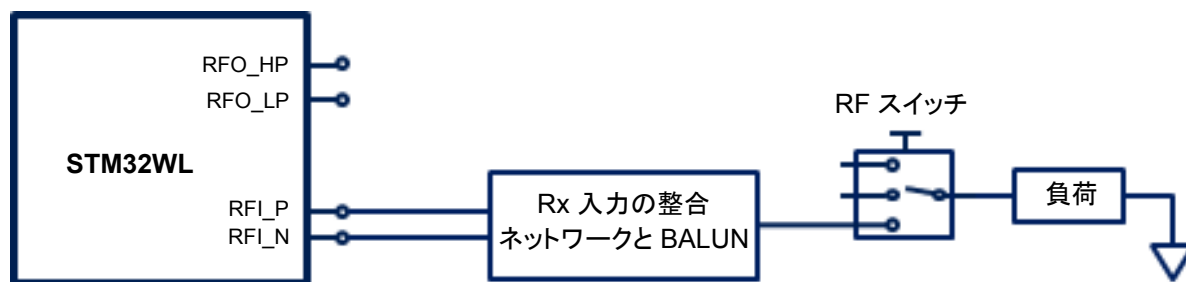 RFO_HP
RFO_LP
RF スイッチ
STM32WL
RFI_P
RFI_N
Rx 入力の整合
ネットワークと BALUN
負荷